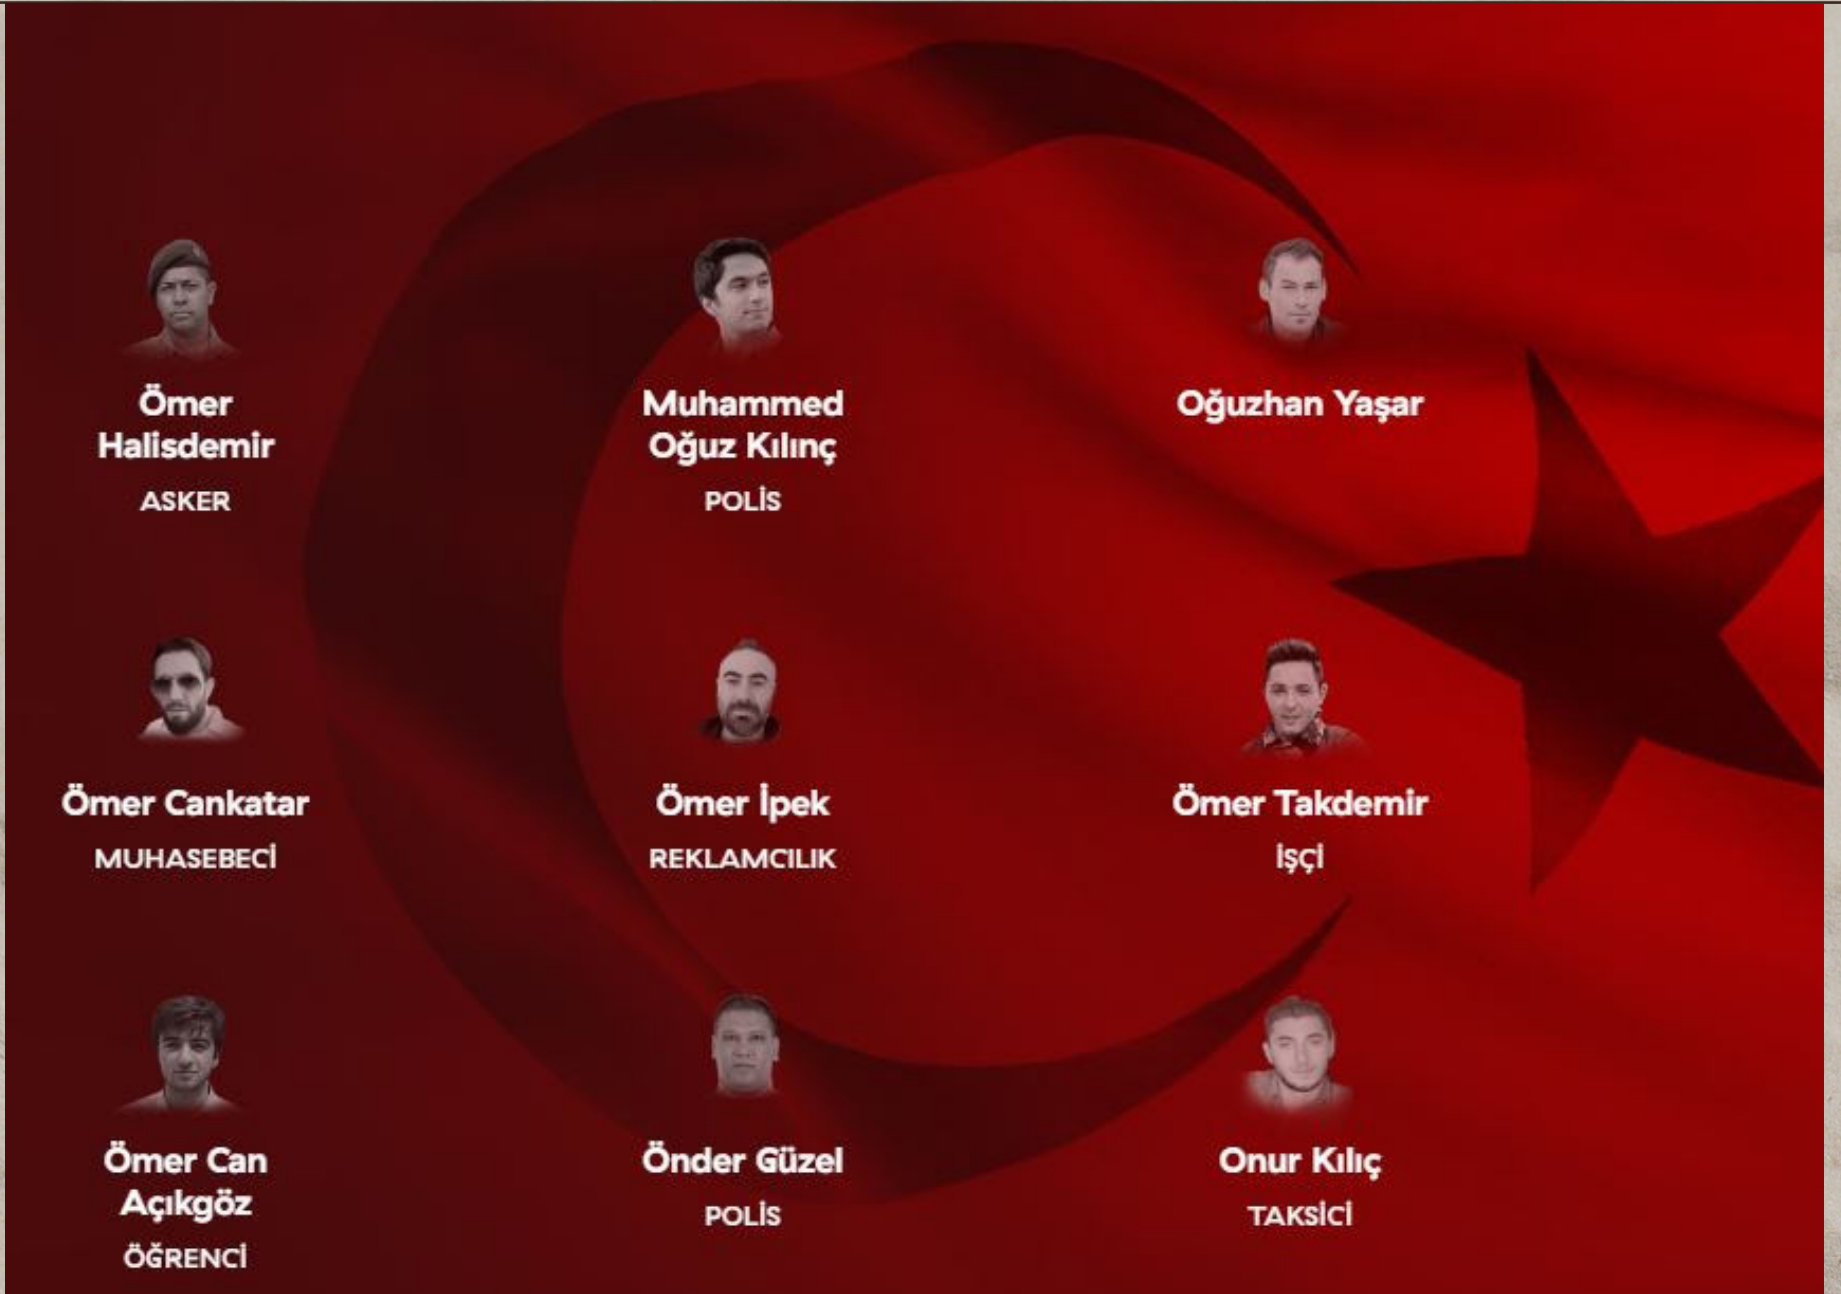 Ömer
Halisdemir
ASKER
Muhammed
Oğuz Kılınç
POLİS
Oğuzhan Yaşar
Ömer Cankatar
MUHASEBECİ
Ömer İpek
REKLAMCILIK
Ömer Takdemir
İŞÇİ
Ömer Can
Açıkgöz
ÖĞRENCİ
Önder Güzel
POLİS
Onur Kılıç
TAKSİCİ